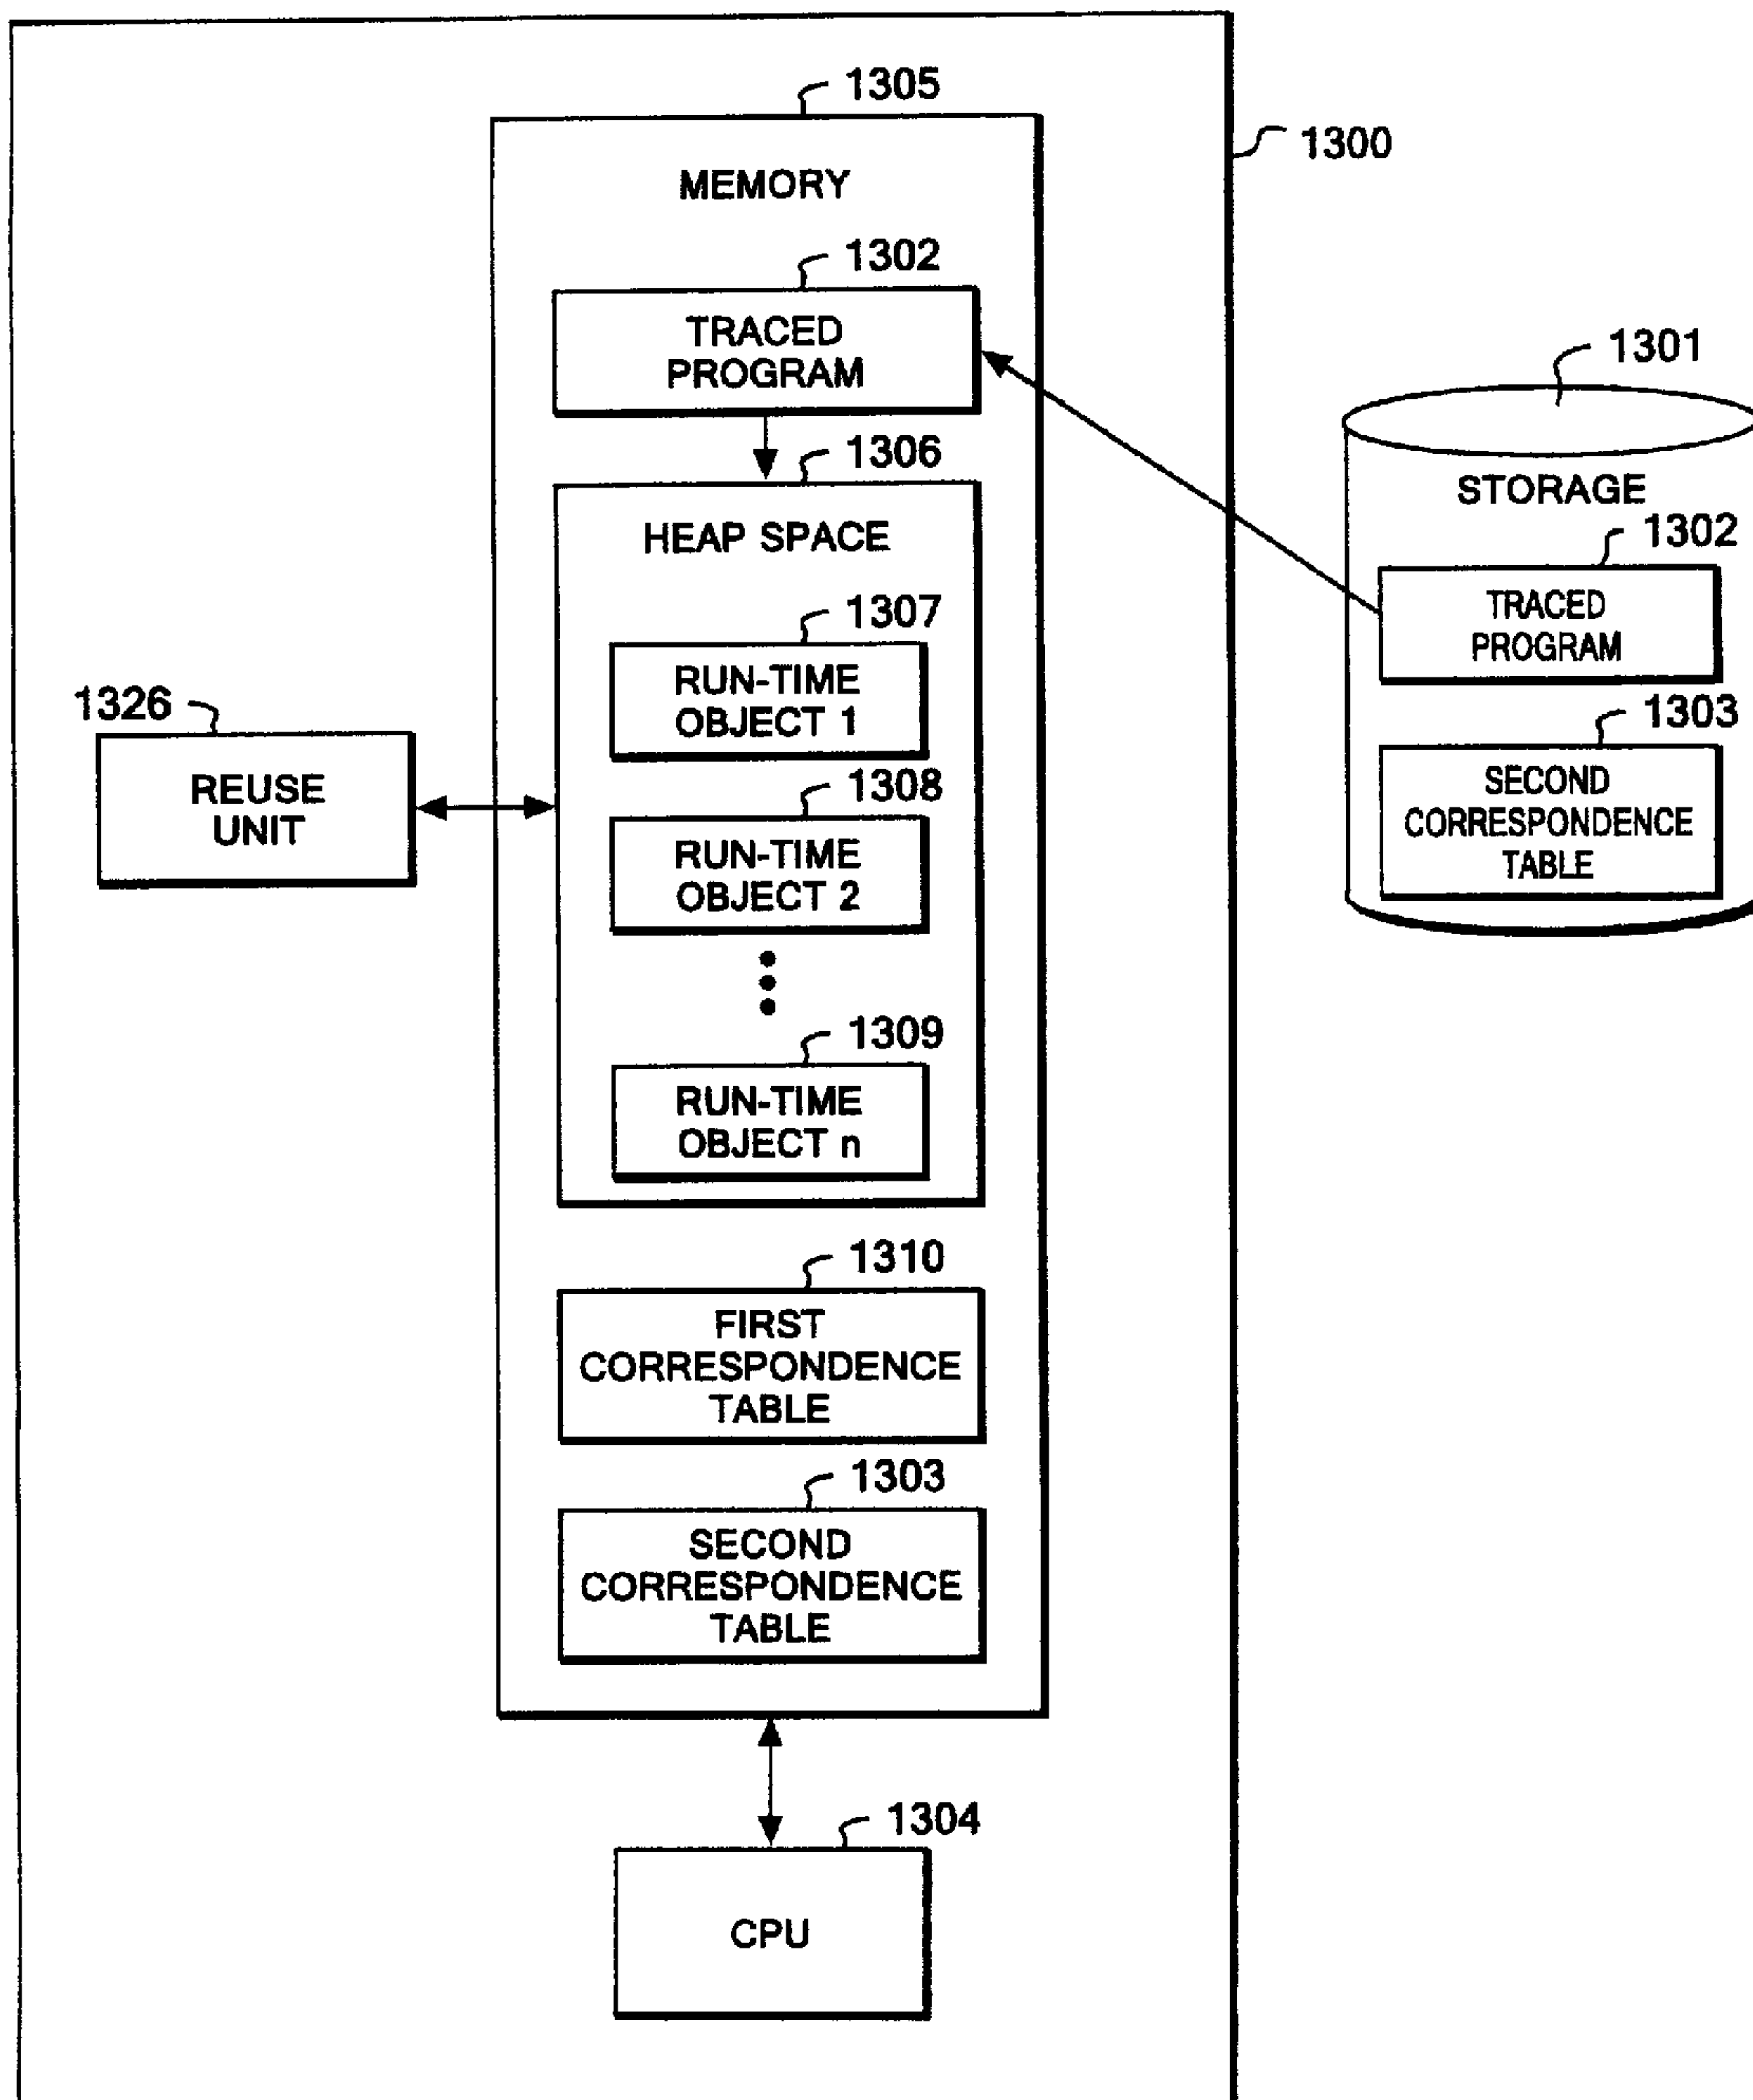 1305
1300
MEMORY
1302
TRACED
PROGRAM
1306
HEAP SPACE
1307
RUN-TIME
OBJECT 1
1308
RUN-TIME
OBJECT 2
1309
RUN-TIME
OBJECT n
1326
REUSE
UNIT
1310
FIRST
CORRESPONDENCE
TABLE
1303
SECOND
CORRESPONDENCE
TABLE
1304
CPU
1301
STORAGE
1302
TRACED
PROGRAM
1303
SECOND
CORRESPONDENCE
TABLE